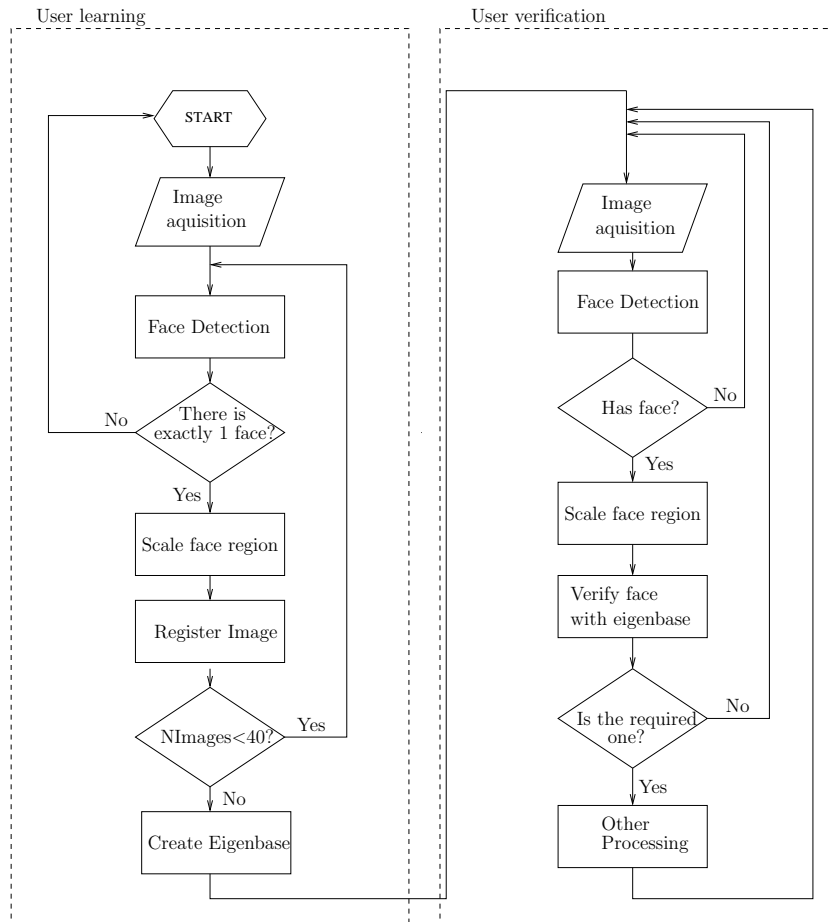 User learning
START
Image
aquisition
Face Detection
There is
exactly 1 face?
No
Yes
Scale face region
Register Image
NImages<40?
Yes
No
Create Eigenbase
User verification
Image
aquisition
Face Detection
Has face?
No
Yes
Scale face region
Verify face
with eigenbase
Is the required
one?
No
Yes
Other
Processing